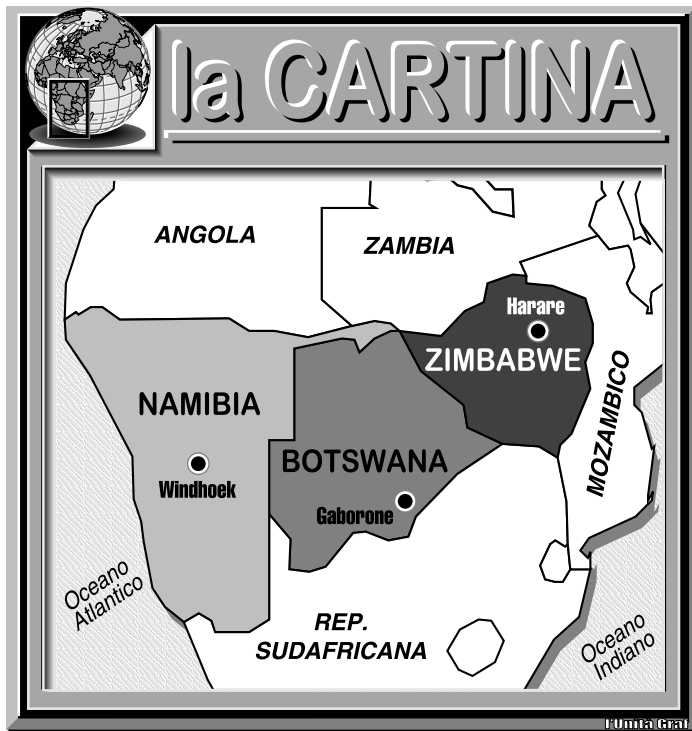 la CARTINA
ANGOLA
ZAMBIA
Harare
ZIMBABWE
NAMIBIA
MOZAMBICO
BOTSWANA
Windhoek
Gaborone
Oceano
Atlantico
REP.
SUDAFRICANA
Oceano
Indiano
l'Unità Graf